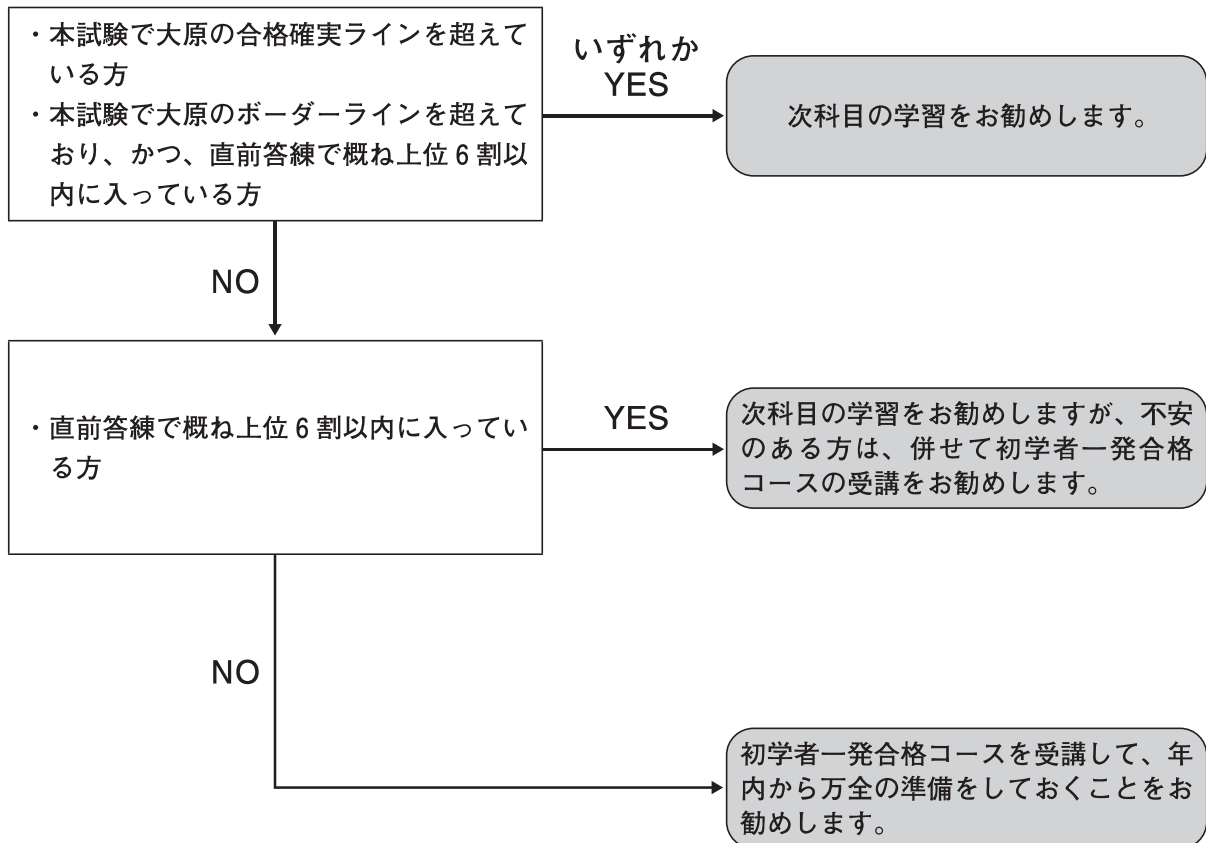 ・本試験で大原の合格確実ラインを超えて
いる方
・本試験で大原のボーダーラインを超えて
おり、かつ、直前答練で概ね上位6割以
内に入っている方
いずれか
YES
次科目の学習をお勧めします。
NO
・直前答練で概ね上位6割以内に入ってい
る方
YES
次科目の学習をお勧めしますが、不安
のある方は、併せて初学者一発合格
コースの受講をお勧めします。
NO
初学者一発合格コースを受講して、年
内から万全の準備をしておくことをお
勧めします。